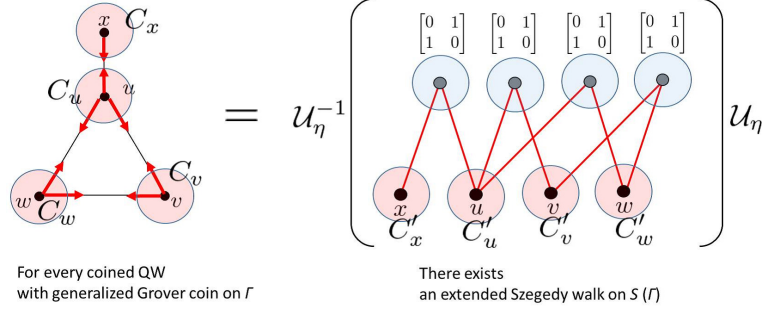 x C_x
C_u u
w C_w C_v v
= 𝒰_η^{-1}
[0 1
1 0] [0 1
1 0] [0 1
1 0] [0 1
1 0]
x u v w
C'_x C'_u C'_v C'_w
𝒰_η
For every coined QW
with generalized Grover coin on Γ
There exists
an extended Szegedy walk on S (Γ)